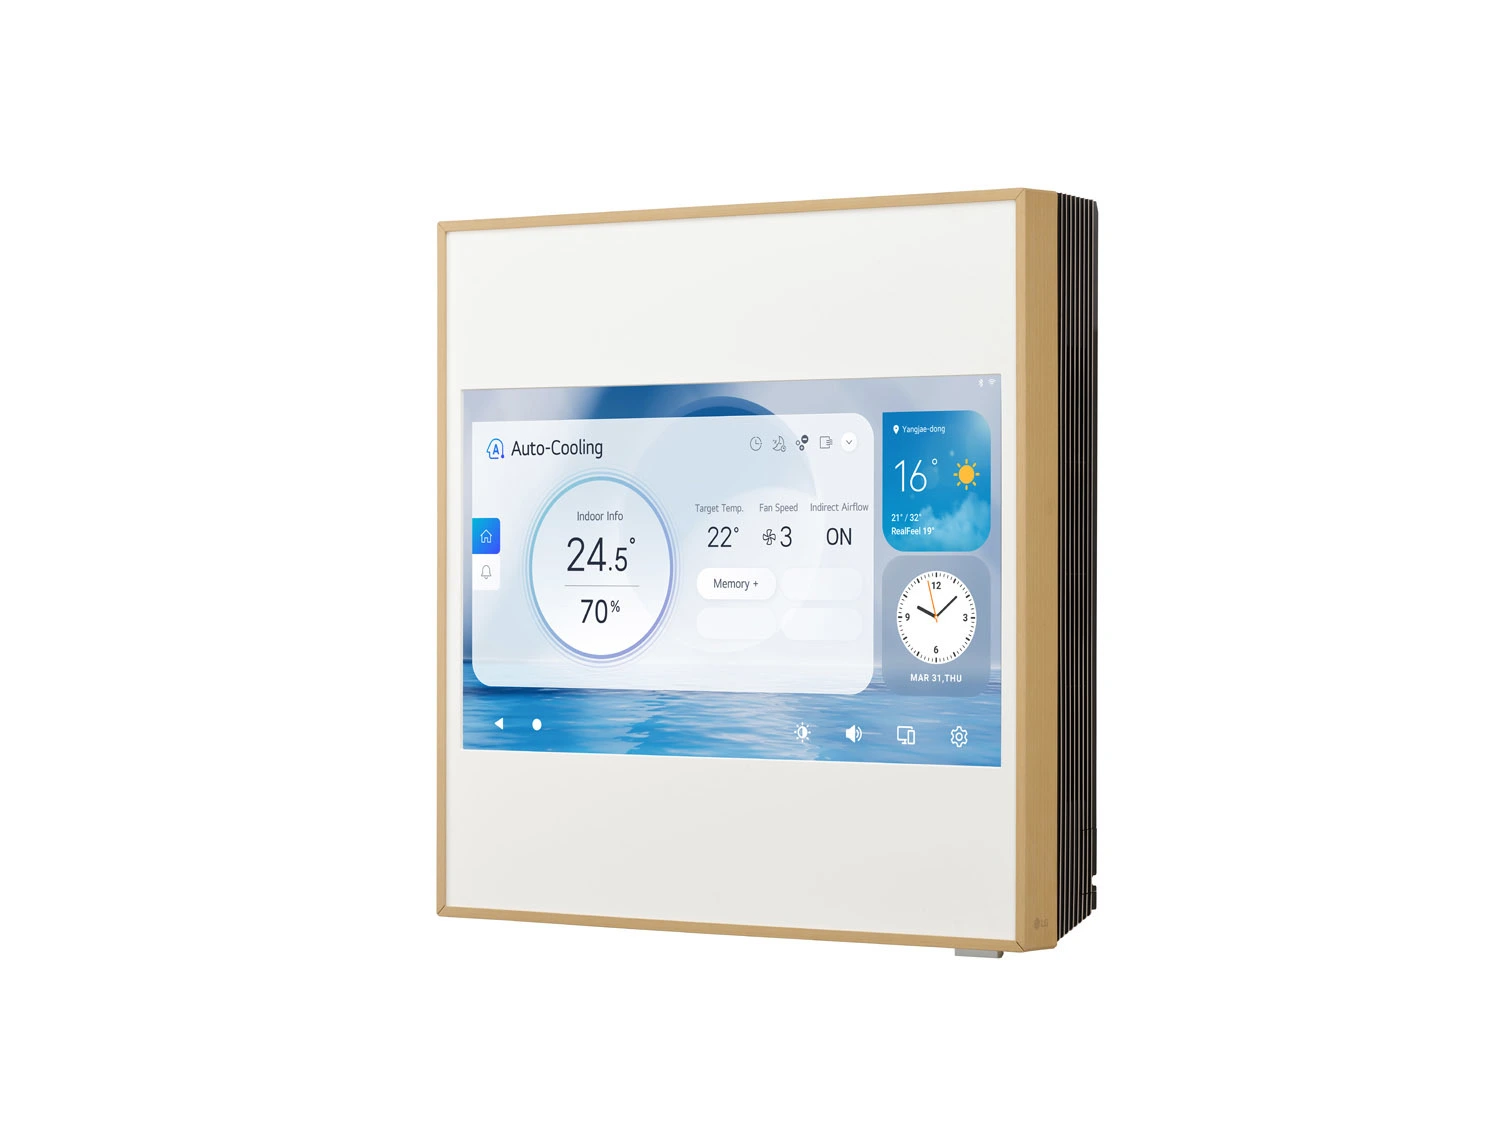 Auto-Cooling
Indoor Info
24.5°
70%
Target Temp. Fan Speed Indirect Airflow
22° 3 ON
Memory +
Yangjae-dong
16°
21° / 32°
RealFeel 19°
12
9 3
6
MAR 31,THU
LG